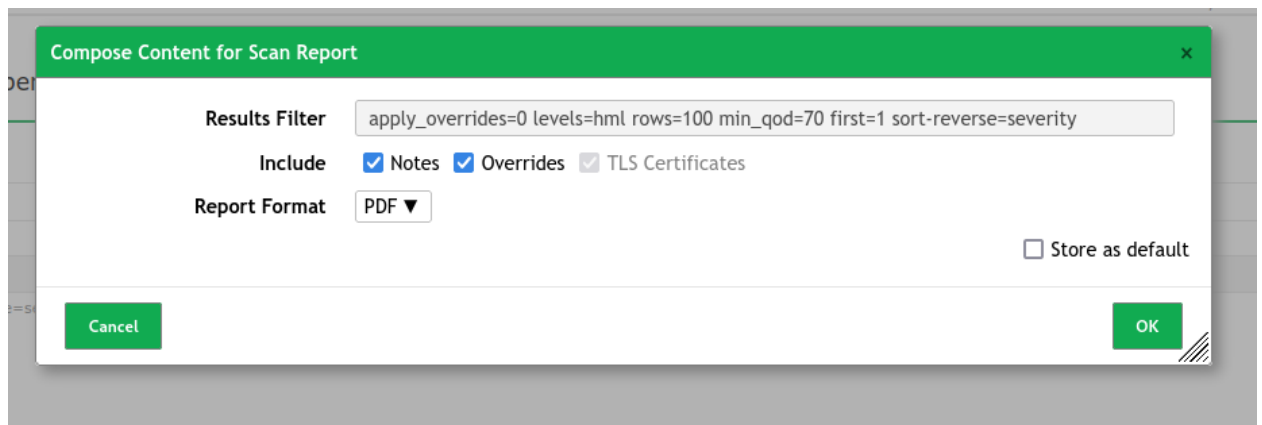 Compose Content for Scan Report ×
Results Filter apply_overrides=0 levels=hml rows=100 min_qod=70 first=1 sort-reverse=severity
Include Notes Overrides TLS Certificates
Report Format PDF ▼
Store as default
Cancel OK